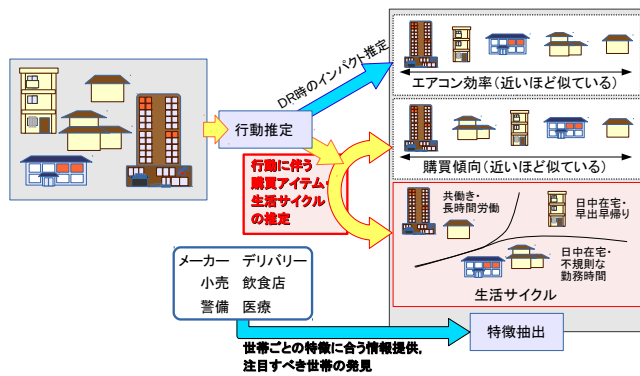 DR時のインパクト推定
エアコン効率(近いほど似ている)
行動推定
行動に伴う
購買アイテム・
生活サイクル
の推定
購買傾向(近いほど似ている)
共働き・
長時間労働
日中在宅・
早出早帰り
日中在宅・
不規則な
勤務時間
生活サイクル
メーカー デリバリー
小売 飲食店
警備 医療
特徴抽出
世帯ごとの特徴に合う情報提供,
注目すべき世帯の発見